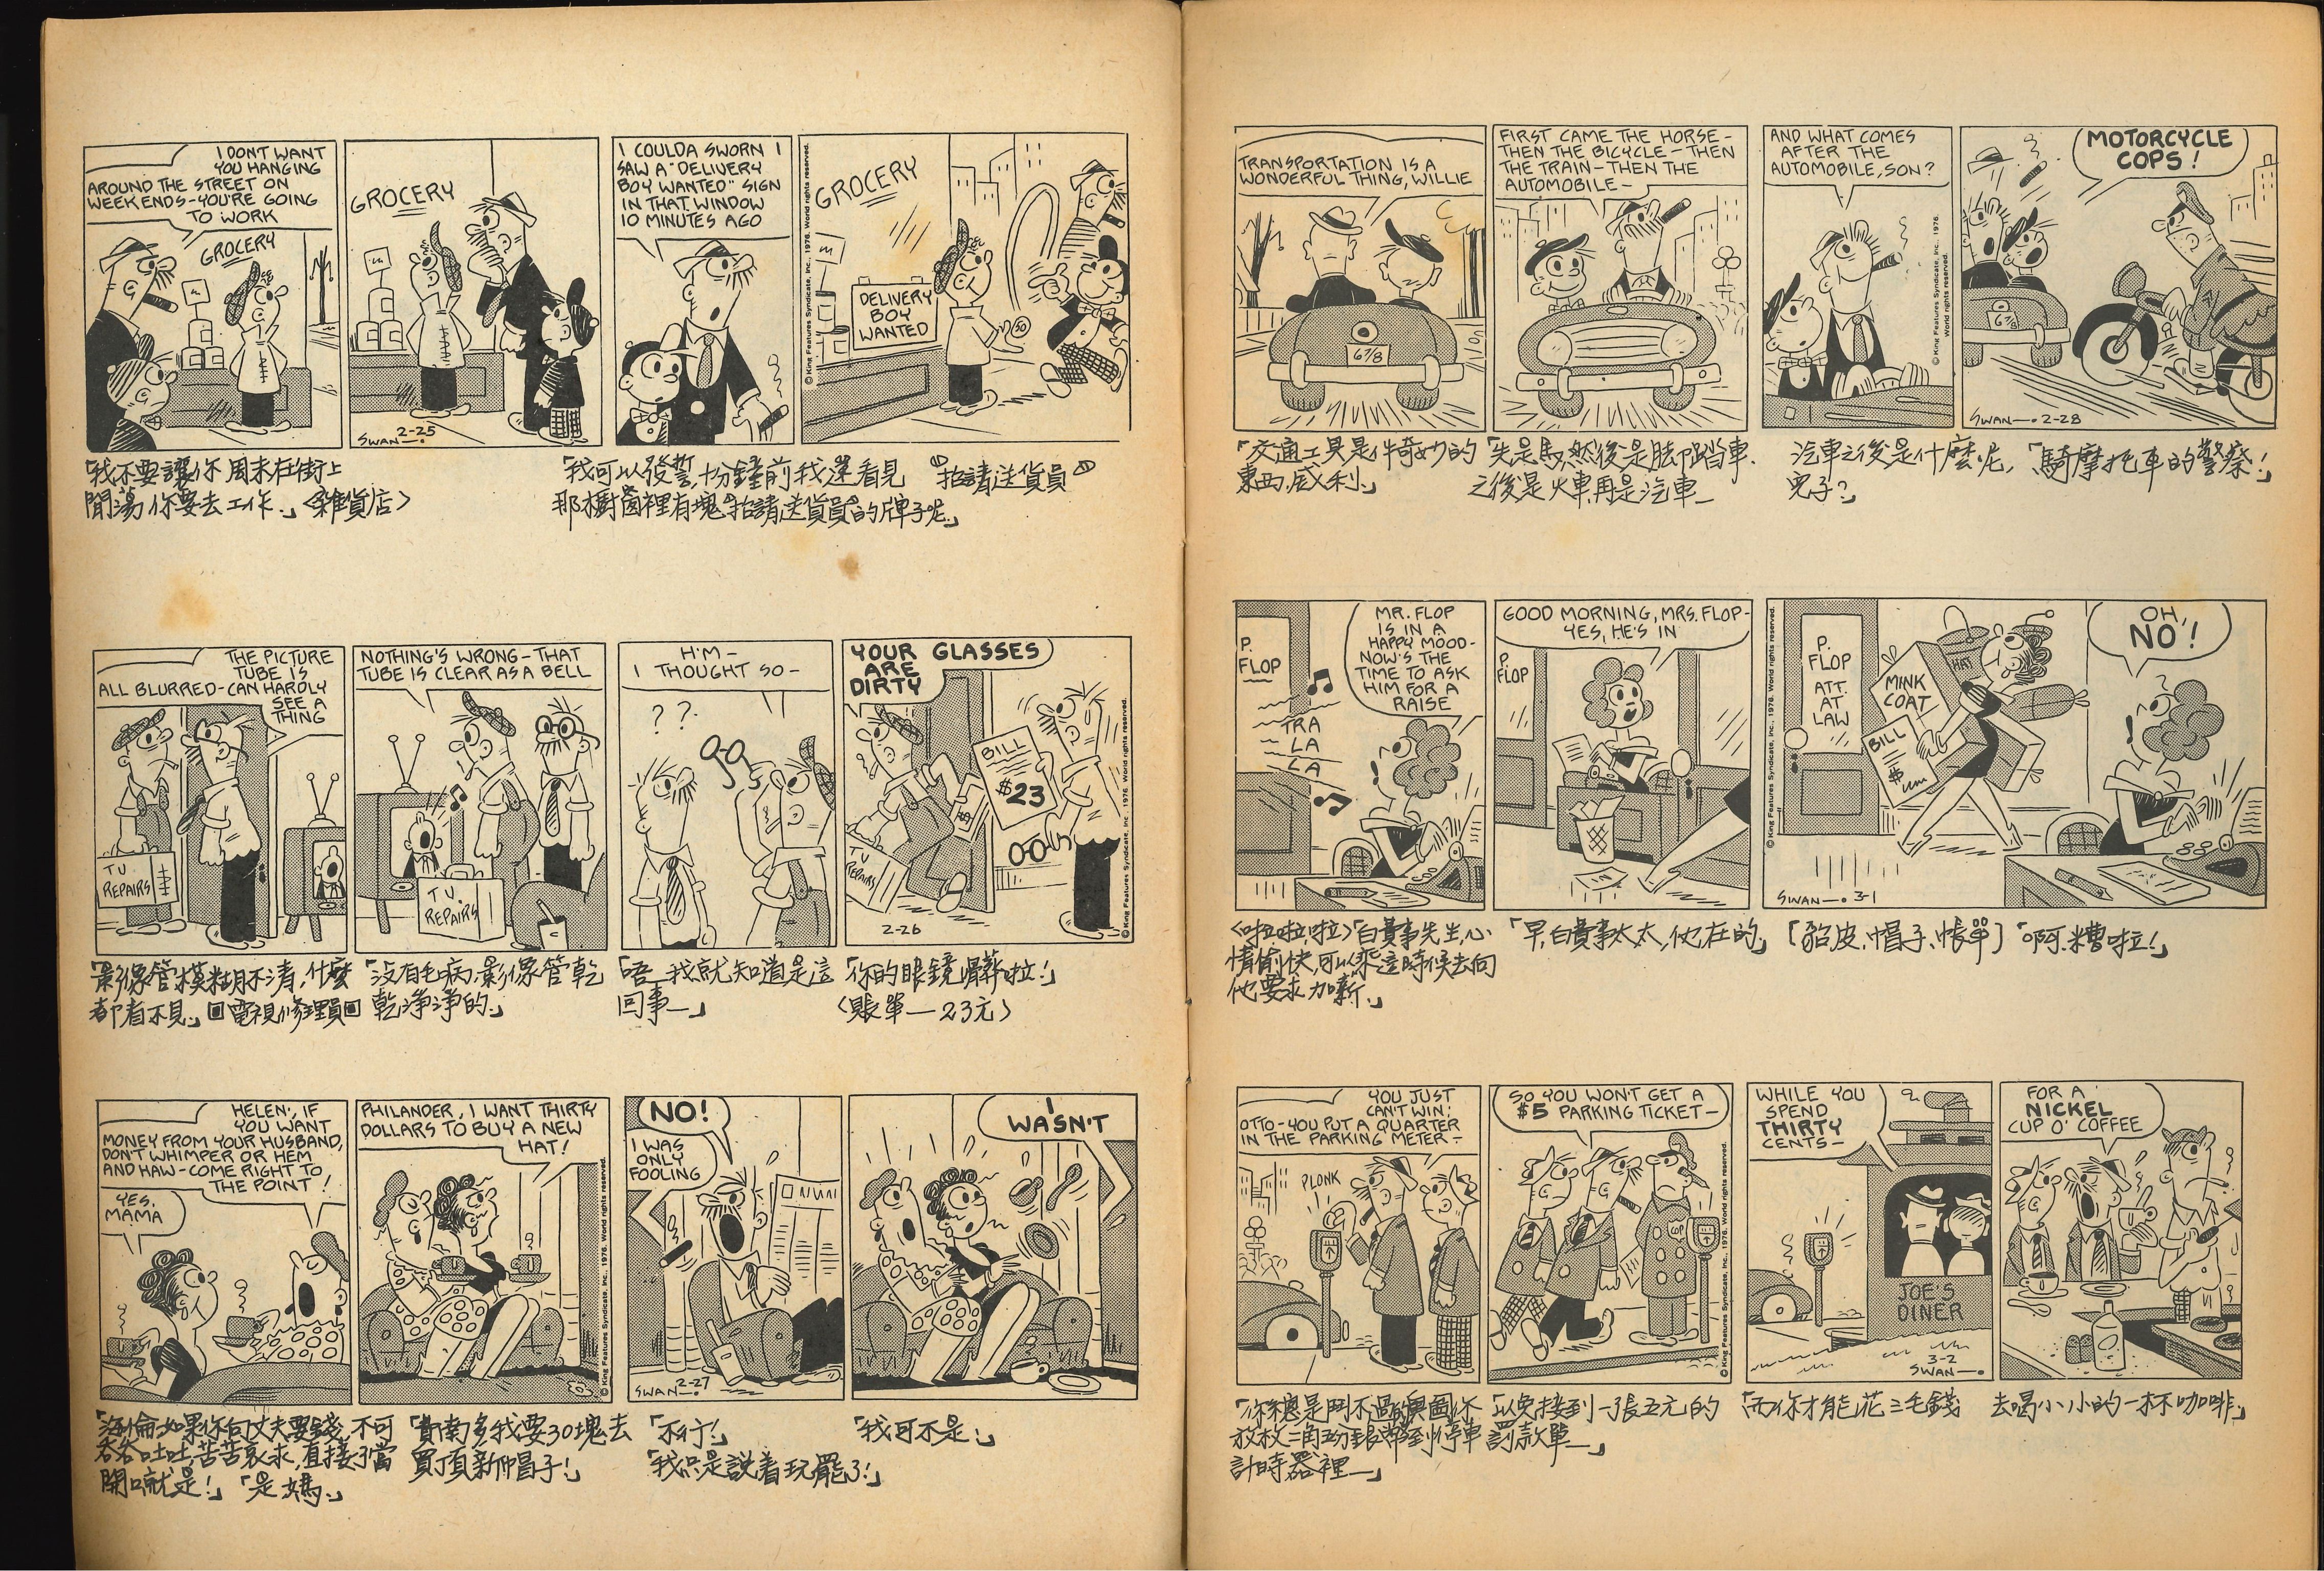 I DON'T WANT
YOU HANGING
AROUND THE STREET ON
WEEKENDS-YOU'RE GOING
TO WORK
GROCERY
GROCERY
2-25
SWAN
I COULDA SWORN I
SAW A "DELIVERY
BOY WANTED" SIGN
IN THAT WINDOW
10 MINUTES AGO
© King Features Syndicate, Inc., 1976. World rights reserved.
GROCERY
DELIVERY
BOY
WANTED
50
「我不要讓你周末在街上
閒蕩你要去工作.」〈雜貨店〉
「我可以發誓,十分鐘前我還看見
那櫥窗裡有塊招請送貨員的牌子呢.」
招請送貨員
THE PICTURE
TUBE IS
ALL BLURRED-CAN HARDLY
SEE A
THING
TV
REPAIRS
NOTHING'S WRONG-THAT
TUBE IS CLEAR AS A BELL
T.V.
REPAIRS
H'M-
I THOUGHT SO-
? ?
YOUR GLASSES
ARE
DIRTY
BILL
$23
TV
REPAIRS
2-26
© King Features Syndicate, Inc., 1976. World rights reserved.
「影像管模糊不清,什麼
都看不見.」電視修理員
「沒有毛病,影像管乾
乾淨淨的.」
「唔—我就知道是這
回事—」
「你的眼鏡髒啦!」
〈賬單—23元〉
HELEN, IF
YOU WANT
MONEY FROM YOUR HUSBAND,
DON'T WHIMPER OR HEM
AND HAW-COME RIGHT TO
THE POINT!
YES,
MAMA
PHILANDER, I WANT THIRTY
DOLLARS TO BUY A NEW
HAT!
© King Features Syndicate, Inc., 1976. World rights reserved.
NO!
I WAS
ONLY
FOOLING
2-27
SWAN
I
WASN'T
「海倫如果你向丈夫要錢,不可
吞吞吐吐,苦苦哀求,直接了當
開口就是!」「是媽.」
「費南多我要30塊去
買頂新帽子!」
「不行!」
「我只是說着玩罷了!」
「我可不是!」
TRANSPORTATION IS A
WONDERFUL THING, WILLIE
67/8
FIRST CAME THE HORSE-
THEN THE BICYCLE-THEN
THE TRAIN-THEN THE
AUTOMOBILE-
AND WHAT COMES
AFTER THE
AUTOMOBILE, SON?
© King Features Syndicate, Inc., 1976.
World rights reserved.
MOTORCYCLE
COPS!
67/8
SWAN 2-28
「交通工具是件奇妙的
東西,威利.」
「先是馬,然後是腳踏車.
之後是火車,再是汽車—
汽車之後是什麼呢,
兒子?
「騎摩托車的警察!」
P.
FLOP
MR. FLOP
IS IN A
HAPPY MOOD-
NOW'S THE
TIME TO ASK
HIM FOR A
RAISE
TRA
LA
LA
GOOD MORNING, MRS. FLOP-
YES, HE'S IN
P.
FLOP
© King Features Syndicate, Inc., 1976. World rights reserved.
P.
FLOP
ATT.
AT
LAW
HAT
MINK
COAT
BILL
$
OH,
NO!
SWAN 3-1
〈啦啦啦〉「白費事先生,心
情愉快,可以乘這時候去向
他要求加薪.」
「早,白費事太太,他在的.」
[貂皮、帽子、帳單]
「啊.糟啦!」
YOU JUST
CAN'T WIN,
OTTO-YOU PUT A QUARTER
IN THE PARKING METER-
PLONK
SO YOU WON'T GET A
$5 PARKING TICKET-
COP
© King Features Syndicate, Inc., 1976. World rights reserved.
WHILE YOU
SPEND
THIRTY
CENTS-
JOE'S
DINER
3-2
SWAN
FOR A
NICKEL
CUP O' COFFEE
「你總是鬥不過的奧圖你
放枚二角五分銀幣到停車
計時器裡—」
「以免接到一張五元的
罰款單—」
「而你才能花三毛錢
去喝小小的一杯咖啡.」